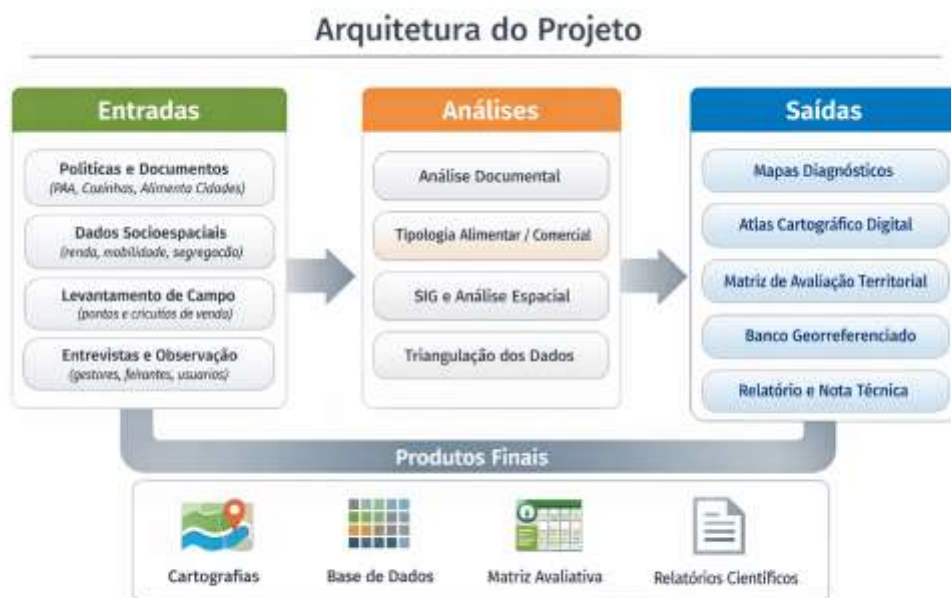 Arquitetura do Projeto
Entradas
Políticas e Documentos
(PAA, Cozinhas, Alimenta Cidades)
Dados Socioespaciais
(renda, mobilidade, segregacão)
Levantamento de Campo
(pontos e cricutios de venda)
Entrevistas e Observação
(gestores, feirantes, usuarios)
Análises
Análise Documental
Tipologia Alimentar / Comercial
SIG e Análise Espacial
Triangulação dos Dados
Saídas
Mapas Diagnósticos
Atlas Cartográfico Digital
Matriz de Avaliação Territorial
Banco Georreferenciado
Relatório e Nota Técnica
Produtos Finais
Cartografias
Base de Dados
Matriz Avaliativa
Relatórios Científicos